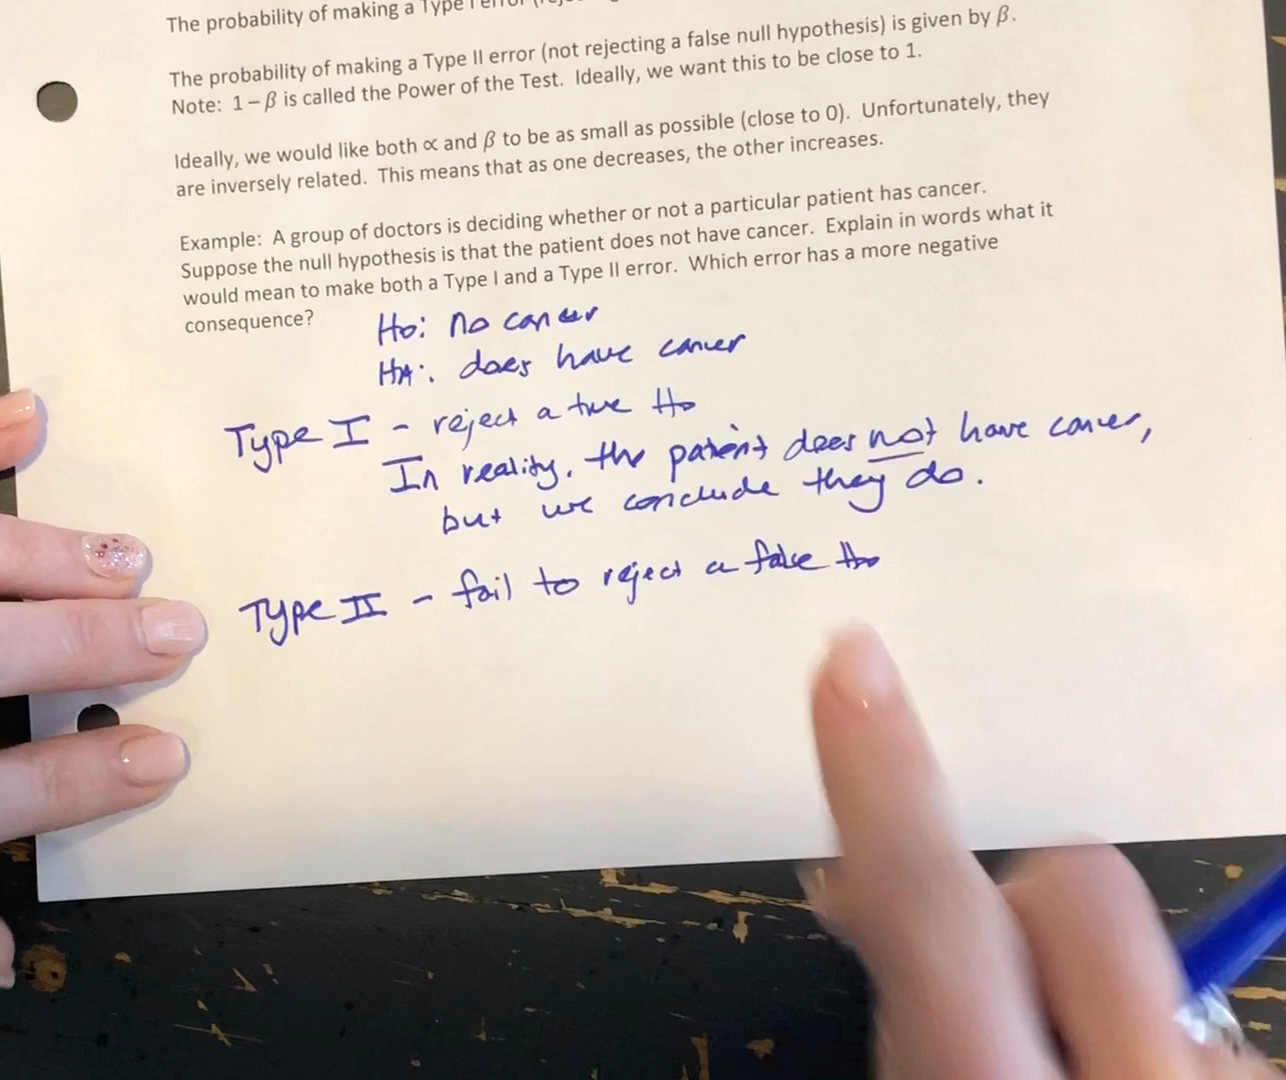 The probability of making a Type I error
The probability of making a Type II error (not rejecting a false null hypothesis) is given by β.
Note: 1 – β is called the Power of the Test. Ideally, we want this to be close to 1.
Ideally, we would like both ∝ and β to be as small as possible (close to 0). Unfortunately, they
are inversely related. This means that as one decreases, the other increases.
Example: A group of doctors is deciding whether or not a particular patient has cancer.
Suppose the null hypothesis is that the patient does not have cancer. Explain in words what it
would mean to make both a Type I and a Type II error. Which error has a more negative
consequence?
Ho: no cancer
HA: does have cancer
Type I - reject a true Ho
In reality, the patient does not have cancer,
but we conclude they do.
Type II - fail to reject a false Ho